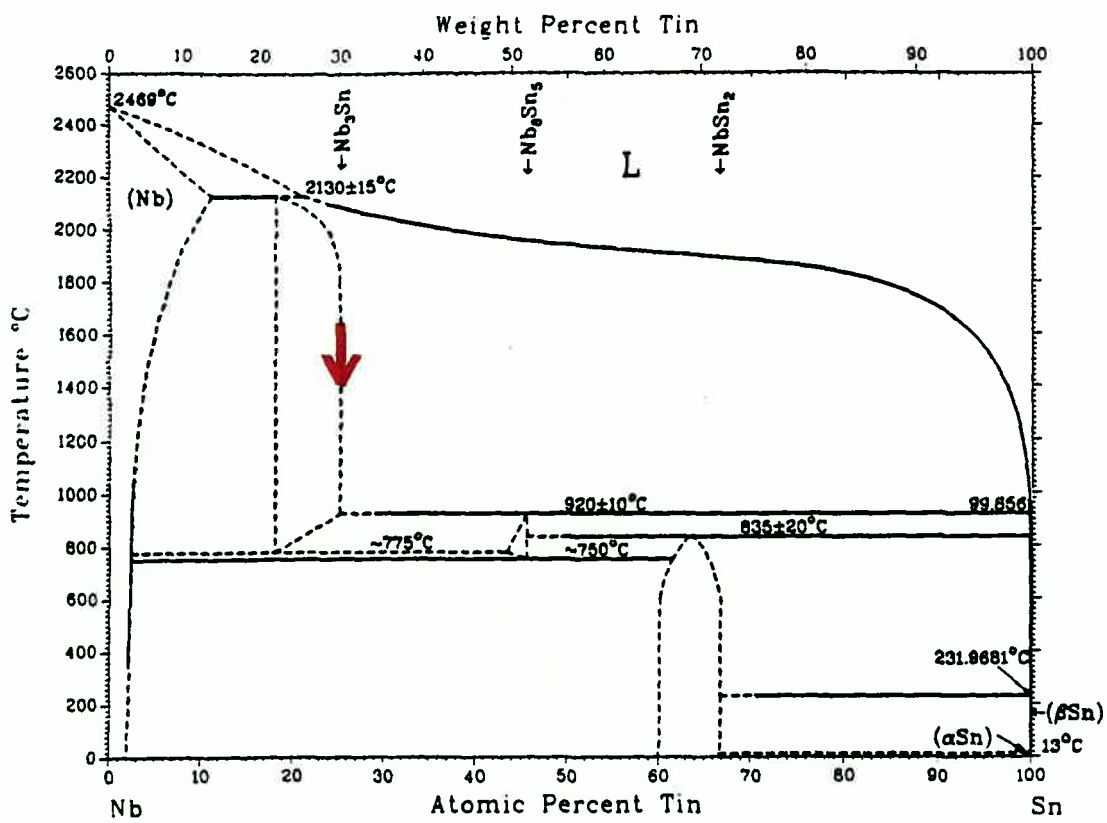 Weight Percent Tin
0 10 20 30 40 50 60 70 80 90 100
2600
2400
2200
2000
1800
1600
1400
1200
1000
800
600
400
200
0
Temperature °C
2469°C
←Nb₃Sn
←Nb₆Sn₅
←NbSn₂
L
(Nb)
2130±15°C
920±10°C
99.856
835±20°C
~775°C
~750°C
231.9681°C
(βSn)
(αSn)
13°C
0 10 20 30 40 50 60 70 80 90 100
Nb
Atomic Percent Tin
Sn